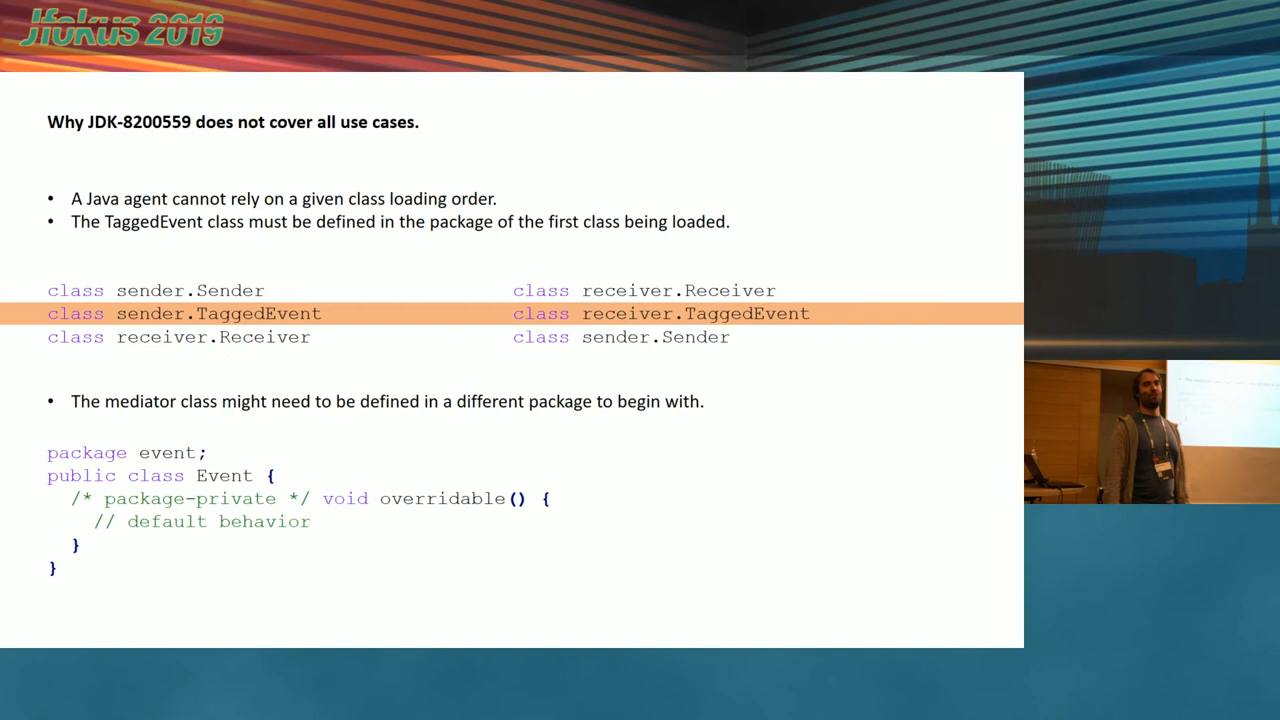 Jfokus 2019
Why JDK-8200559 does not cover all use cases.
• A Java agent cannot rely on a given class loading order.
• The TaggedEvent class must be defined in the package of the first class being loaded.
class sender.Sender
class sender.TaggedEvent
class receiver.Receiver
class receiver.Receiver
class receiver.TaggedEvent
class sender.Sender
• The mediator class might need to be defined in a different package to begin with.
package event;
public class Event {
/* package-private */ void overridable() {
// default behavior
}
}